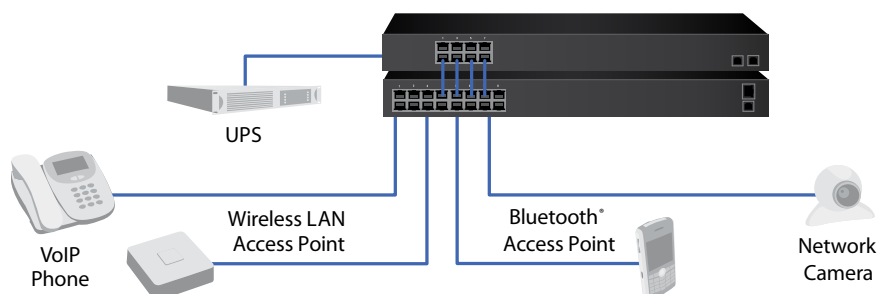 UPS
VoIP
Phone
Wireless LAN
Access Point
Bluetooth®
Access Point
Network
Camera